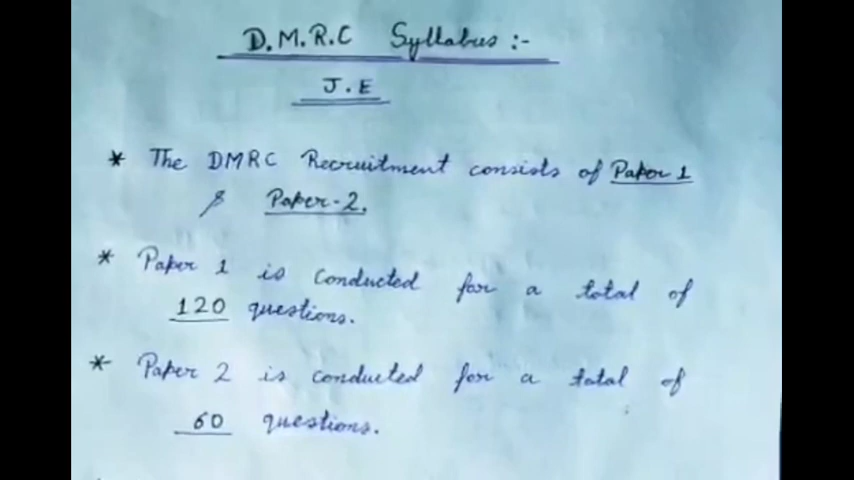 D.M.R.C Syllabus :-
J.E
* The DMRC Recruitment consists of Paper 1
& Paper-2.
* Paper 1 is conducted for a total of
120 questions.
* Paper 2 is conducted for a total of
60 questions.